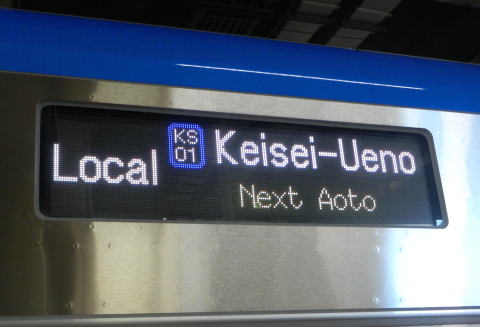 Local KS 01 Keisei-Ueno
Next Aoto